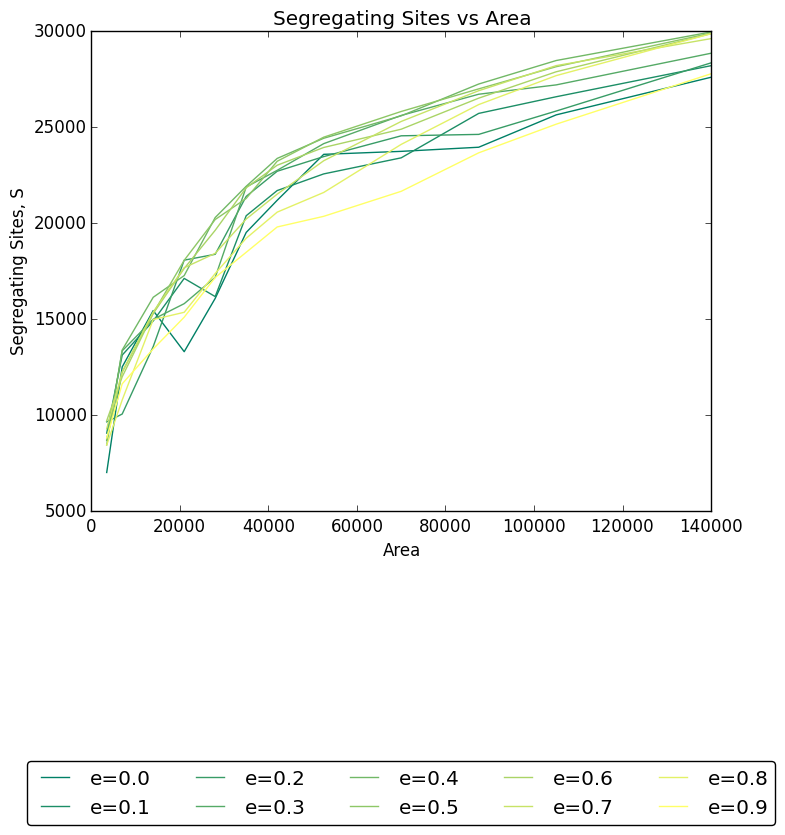 Segregating Sites vs Area
30000
25000
20000
15000
10000
5000
Segregating Sites, S
0 20000 40000 60000 80000 100000 120000 140000
Area
e=0.0 e=0.2 e=0.4 e=0.6 e=0.8
e=0.1 e=0.3 e=0.5 e=0.7 e=0.9